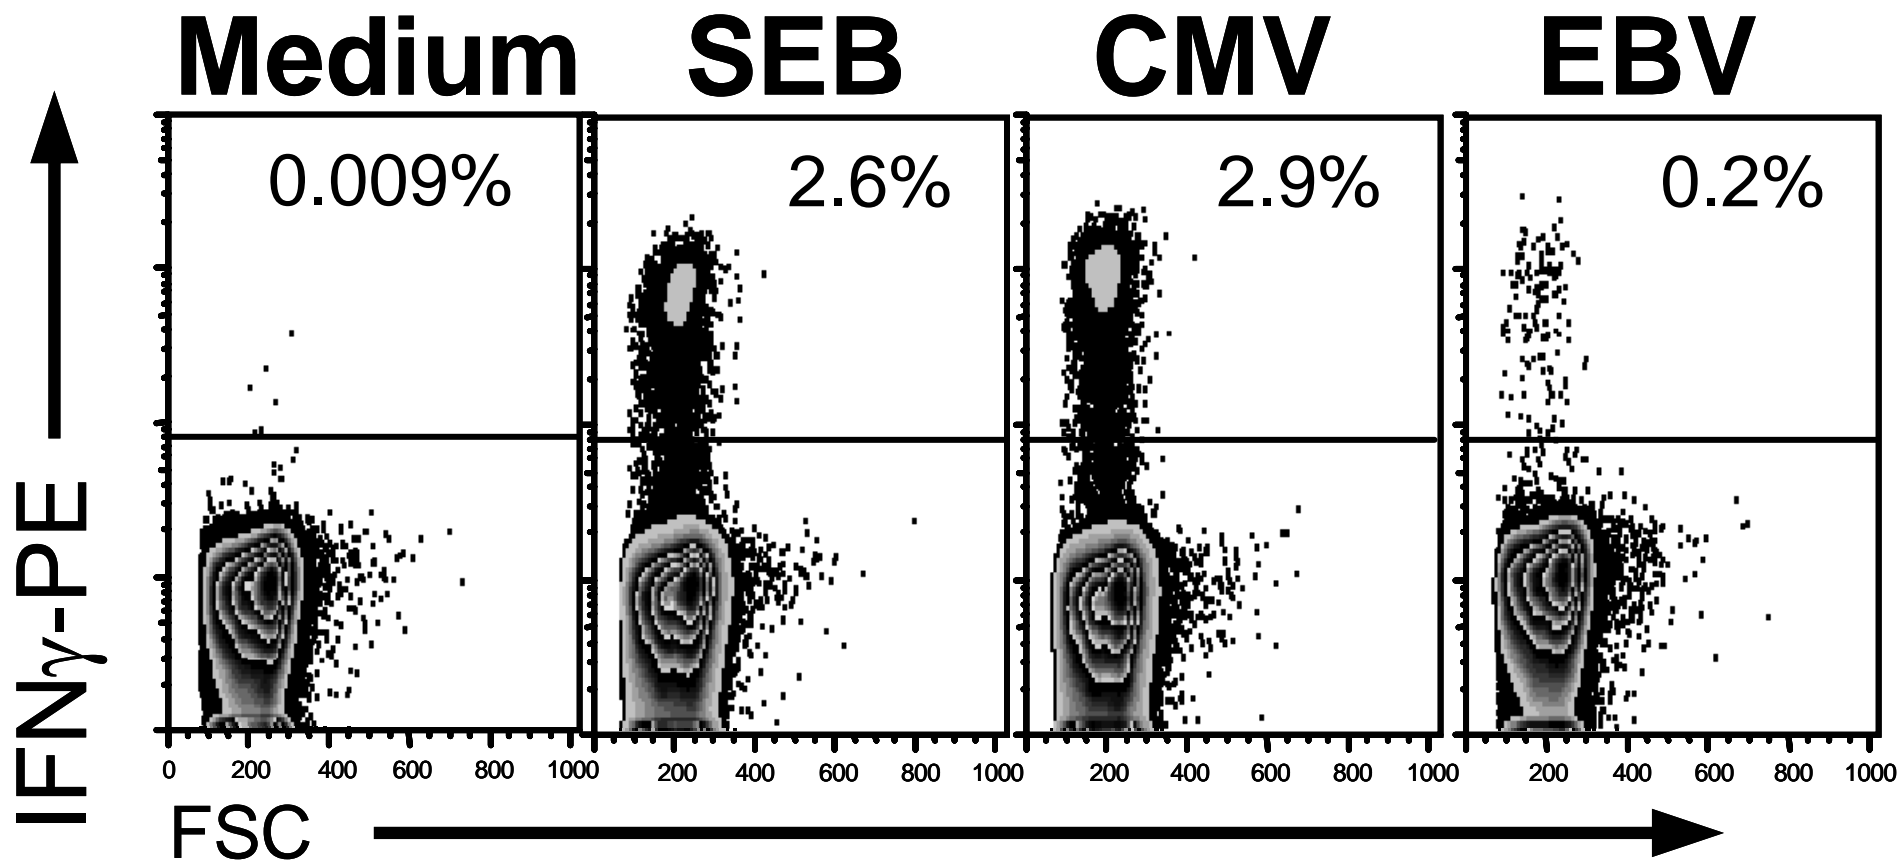 Medium SEB CMV EBV
0.009% 2.6% 2.9% 0.2%
IFNγ-PE
0 200 400 600 800 1000 200 400 600 800 1000 200 400 600 800 1000 200 400 600 800 1000
FSC